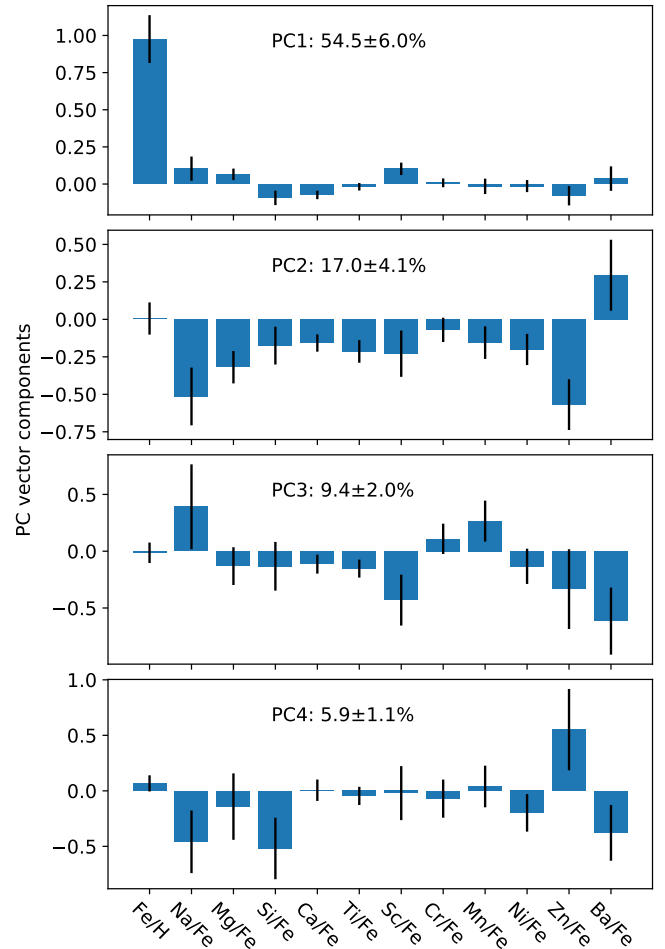 PC vector components
1.00
0.75
0.50
0.25
0.00
PC1: 54.5±6.0%
0.50
0.25
0.00
−0.25
−0.50
−0.75
PC2: 17.0±4.1%
0.5
0.0
−0.5
PC3: 9.4±2.0%
1.0
0.5
0.0
−0.5
PC4: 5.9±1.1%
Fe/H
Na/Fe
Mg/Fe
Si/Fe
Ca/Fe
Ti/Fe
Sc/Fe
Cr/Fe
Mn/Fe
Ni/Fe
Zn/Fe
Ba/Fe